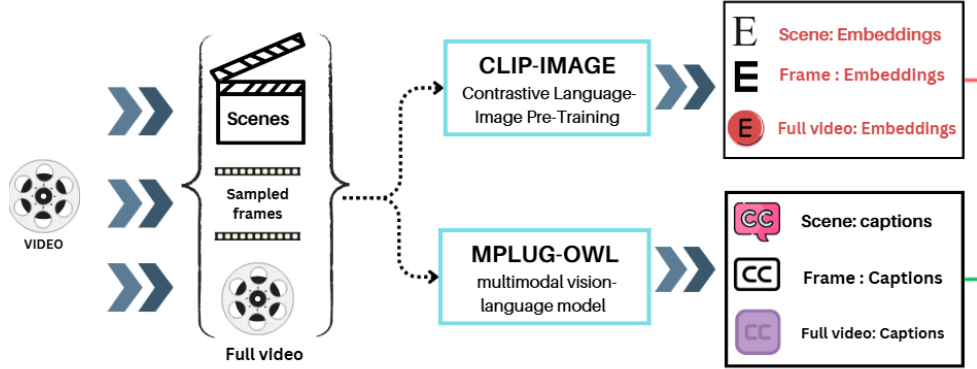 VIDEO
Scenes
Sampled
frames
Full video
CLIP-IMAGE
Contrastive Language-
Image Pre-Training
MPLUG-OWL
multimodal vision-
language model
E Scene: Embeddings
E Frame : Embeddings
E Full video: Embeddings
CC Scene: captions
CC Frame : Captions
CC Full video: Captions